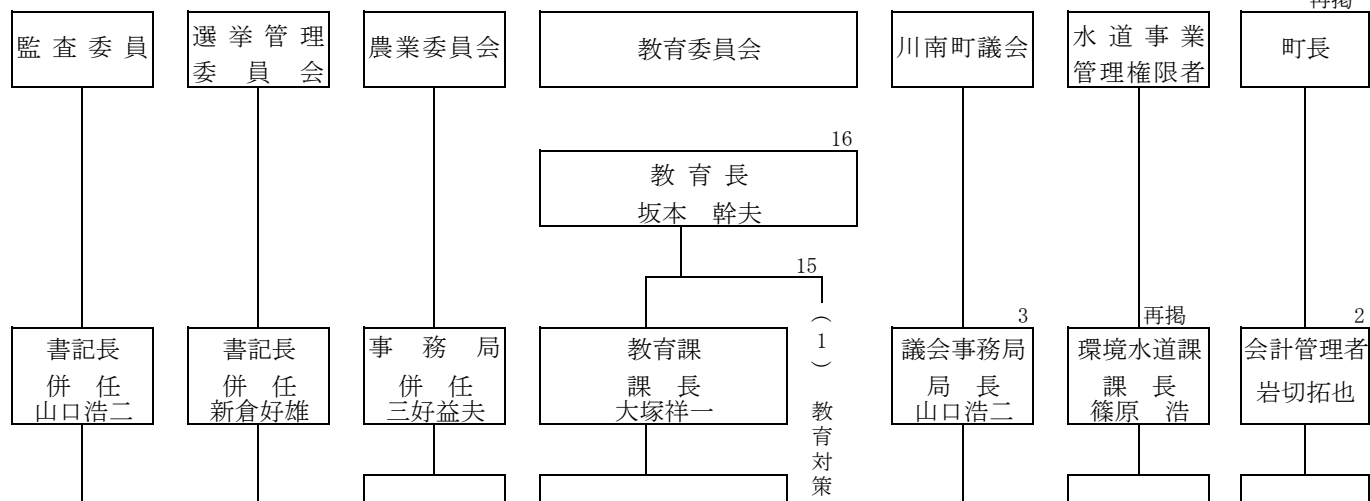 再掲
監 査 委 員
選 挙 管 理
委 員 会
農業委員会
教育委員会
川南町議会
水 道 事 業
管理権限者
町長
16
教 育 長
坂本　幹夫
15
（1） 教育対策
書記長
併　任
山口浩二
書記長
併　任
新倉好雄
事 務 局
併　任
三好益夫
教育課
課　長
大塚祥一
3
議会事務局
局　長
山口浩二
再掲
環境水道課
課　長
篠原　浩
2
会計管理者
岩切拓也